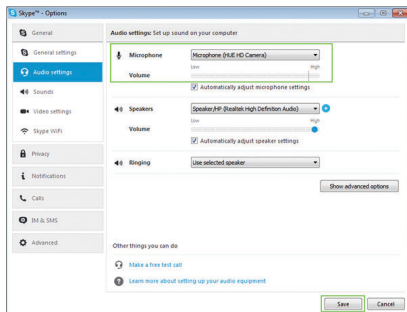 Skype™ - Options
General
General settings
Audio settings
Sounds
Video settings
Skype WiFi
Privacy
Notifications
Calls
IM & SMS
Advanced
Audio settings: Set up sound on your computer
Microphone
Microphone (HUE HD Camera)
Low
High
Volume
Automatically adjust microphone settings
Speakers
Speaker/HP (Realtek High Definition Audio)
Low
High
Volume
Automatically adjust speaker settings
Ringing
Use selected speaker
Show advanced options
Other things you can do
Make a free test call
Learn more about setting up your audio equipment
Save
Cancel